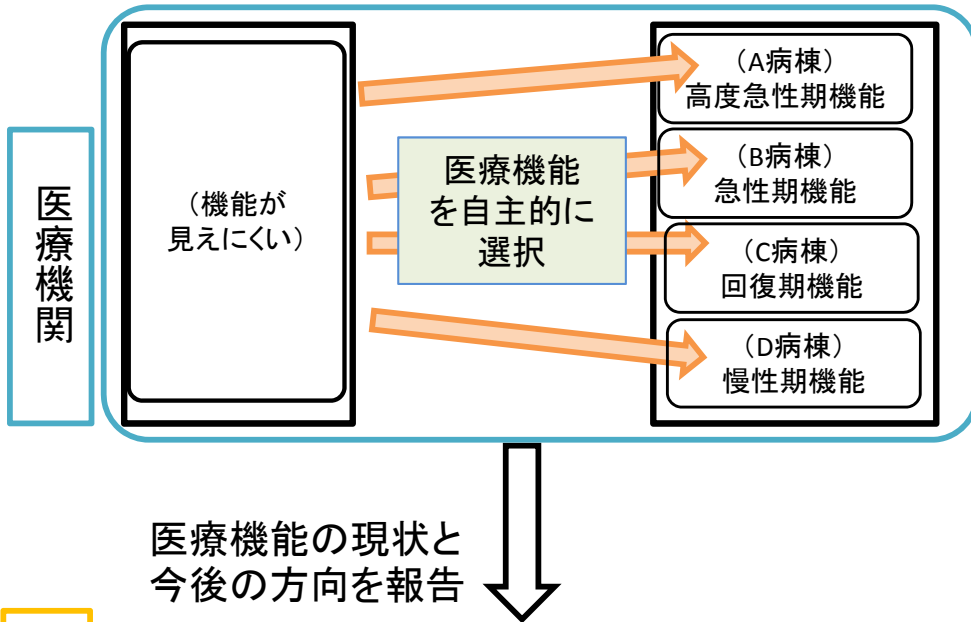 医療機関
（機能が
見えにくい）
医療機能
を自主的に
選択
（A病棟）
高度急性期機能
（B病棟）
急性期機能
（C病棟）
回復期機能
（D病棟）
慢性期機能
医療機能の現状と
今後の方向を報告